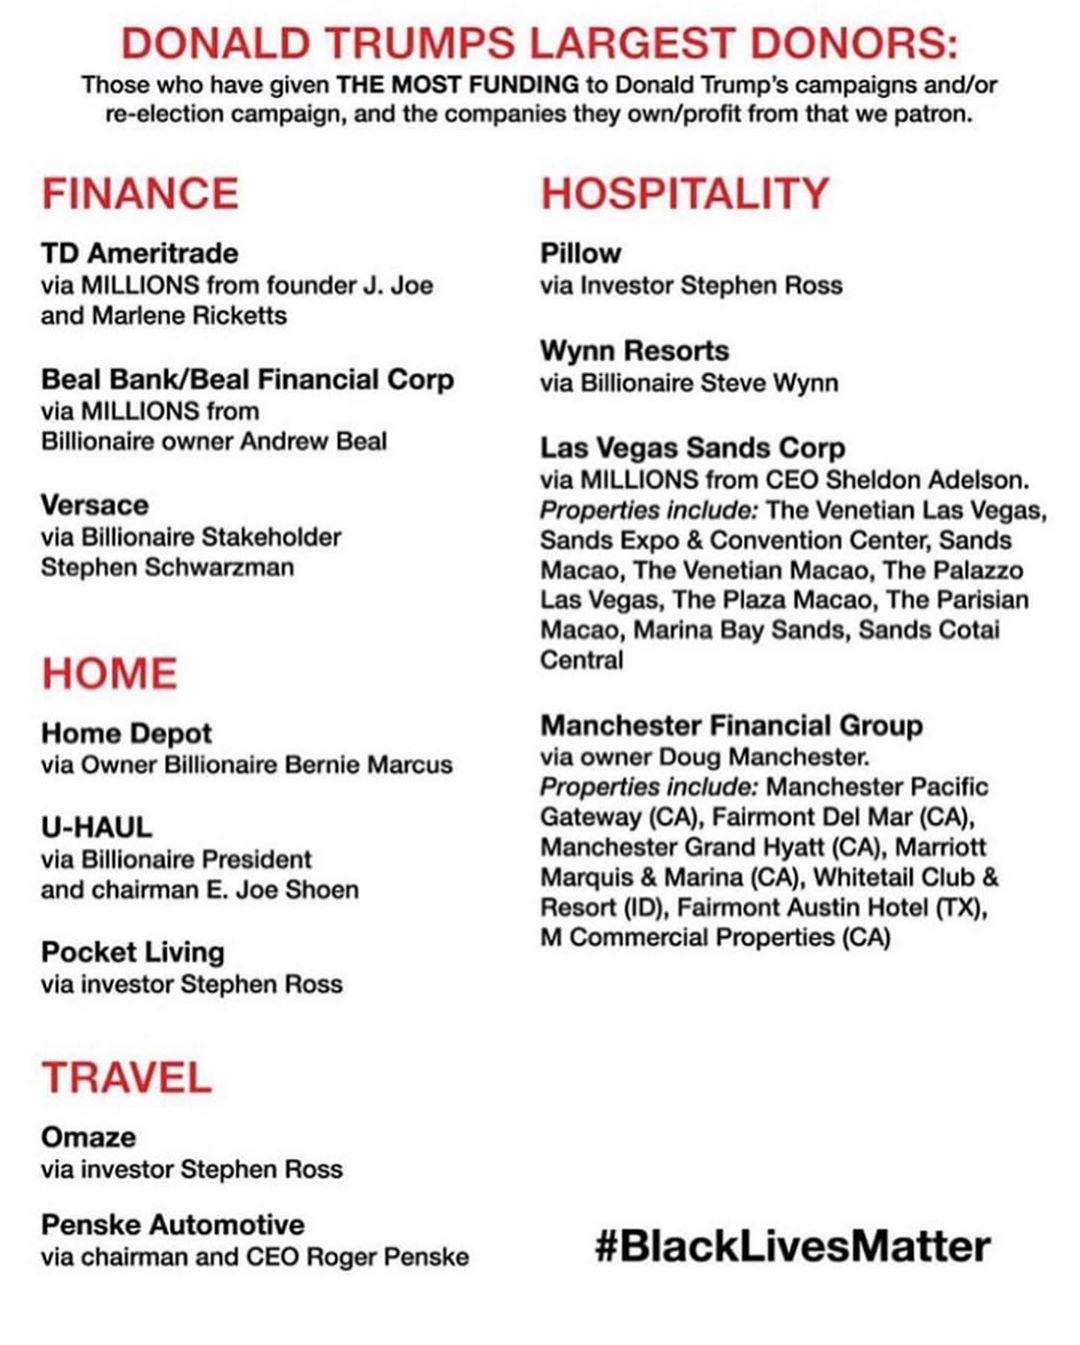 DONALD TRUMPS LARGEST DONORS:
Those who have given THE MOST FUNDING to Donald Trump's campaigns and/or
re-election campaign, and the companies they own/profit from that we patron.
FINANCE
TD Ameritrade
via MILLIONS from founder J. Joe
and Marlene Ricketts
Beal Bank/Beal Financial Corp
via MILLIONS from
Billionaire owner Andrew Beal
Versace
via Billionaire Stakeholder
Stephen Schwarzman
HOME
Home Depot
via Owner Billionaire Bernie Marcus
U-HAUL
via Billionaire President
and chairman E. Joe Shoen
Pocket Living
via investor Stephen Ross
TRAVEL
Omaze
via investor Stephen Ross
Penske Automotive
via chairman and CEO Roger Penske
HOSPITALITY
Pillow
via Investor Stephen Ross
Wynn Resorts
via Billionaire Steve Wynn
Las Vegas Sands Corp
via MILLIONS from CEO Sheldon Adelson.
Properties include: The Venetian Las Vegas,
Sands Expo & Convention Center, Sands
Macao, The Venetian Macao, The Palazzo
Las Vegas, The Plaza Macao, The Parisian
Macao, Marina Bay Sands, Sands Cotai
Central
Manchester Financial Group
via owner Doug Manchester.
Properties include: Manchester Pacific
Gateway (CA), Fairmont Del Mar (CA),
Manchester Grand Hyatt (CA), Marriott
Marquis & Marina (CA), Whitetail Club &
Resort (ID), Fairmont Austin Hotel (TX),
M Commercial Properties (CA)
#BlackLivesMatter